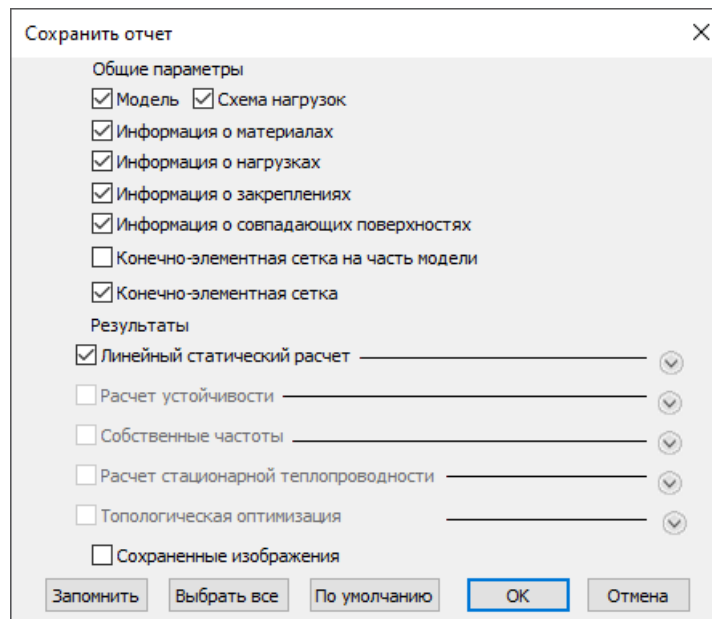 Сохранить отчет
Общие параметры
Модель Схема нагрузок
Информация о материалах
Информация о нагрузках
Информация о закреплениях
Информация о совпадающих поверхностях
Конечно-элементная сетка на часть модели
Конечно-элементная сетка
Результаты
Линейный статический расчет
Расчет устойчивости
Собственные частоты
Расчет стационарной теплопроводности
Топологическая оптимизация
Сохраненные изображения
Запомнить Выбрать все По умолчанию ОК Отмена